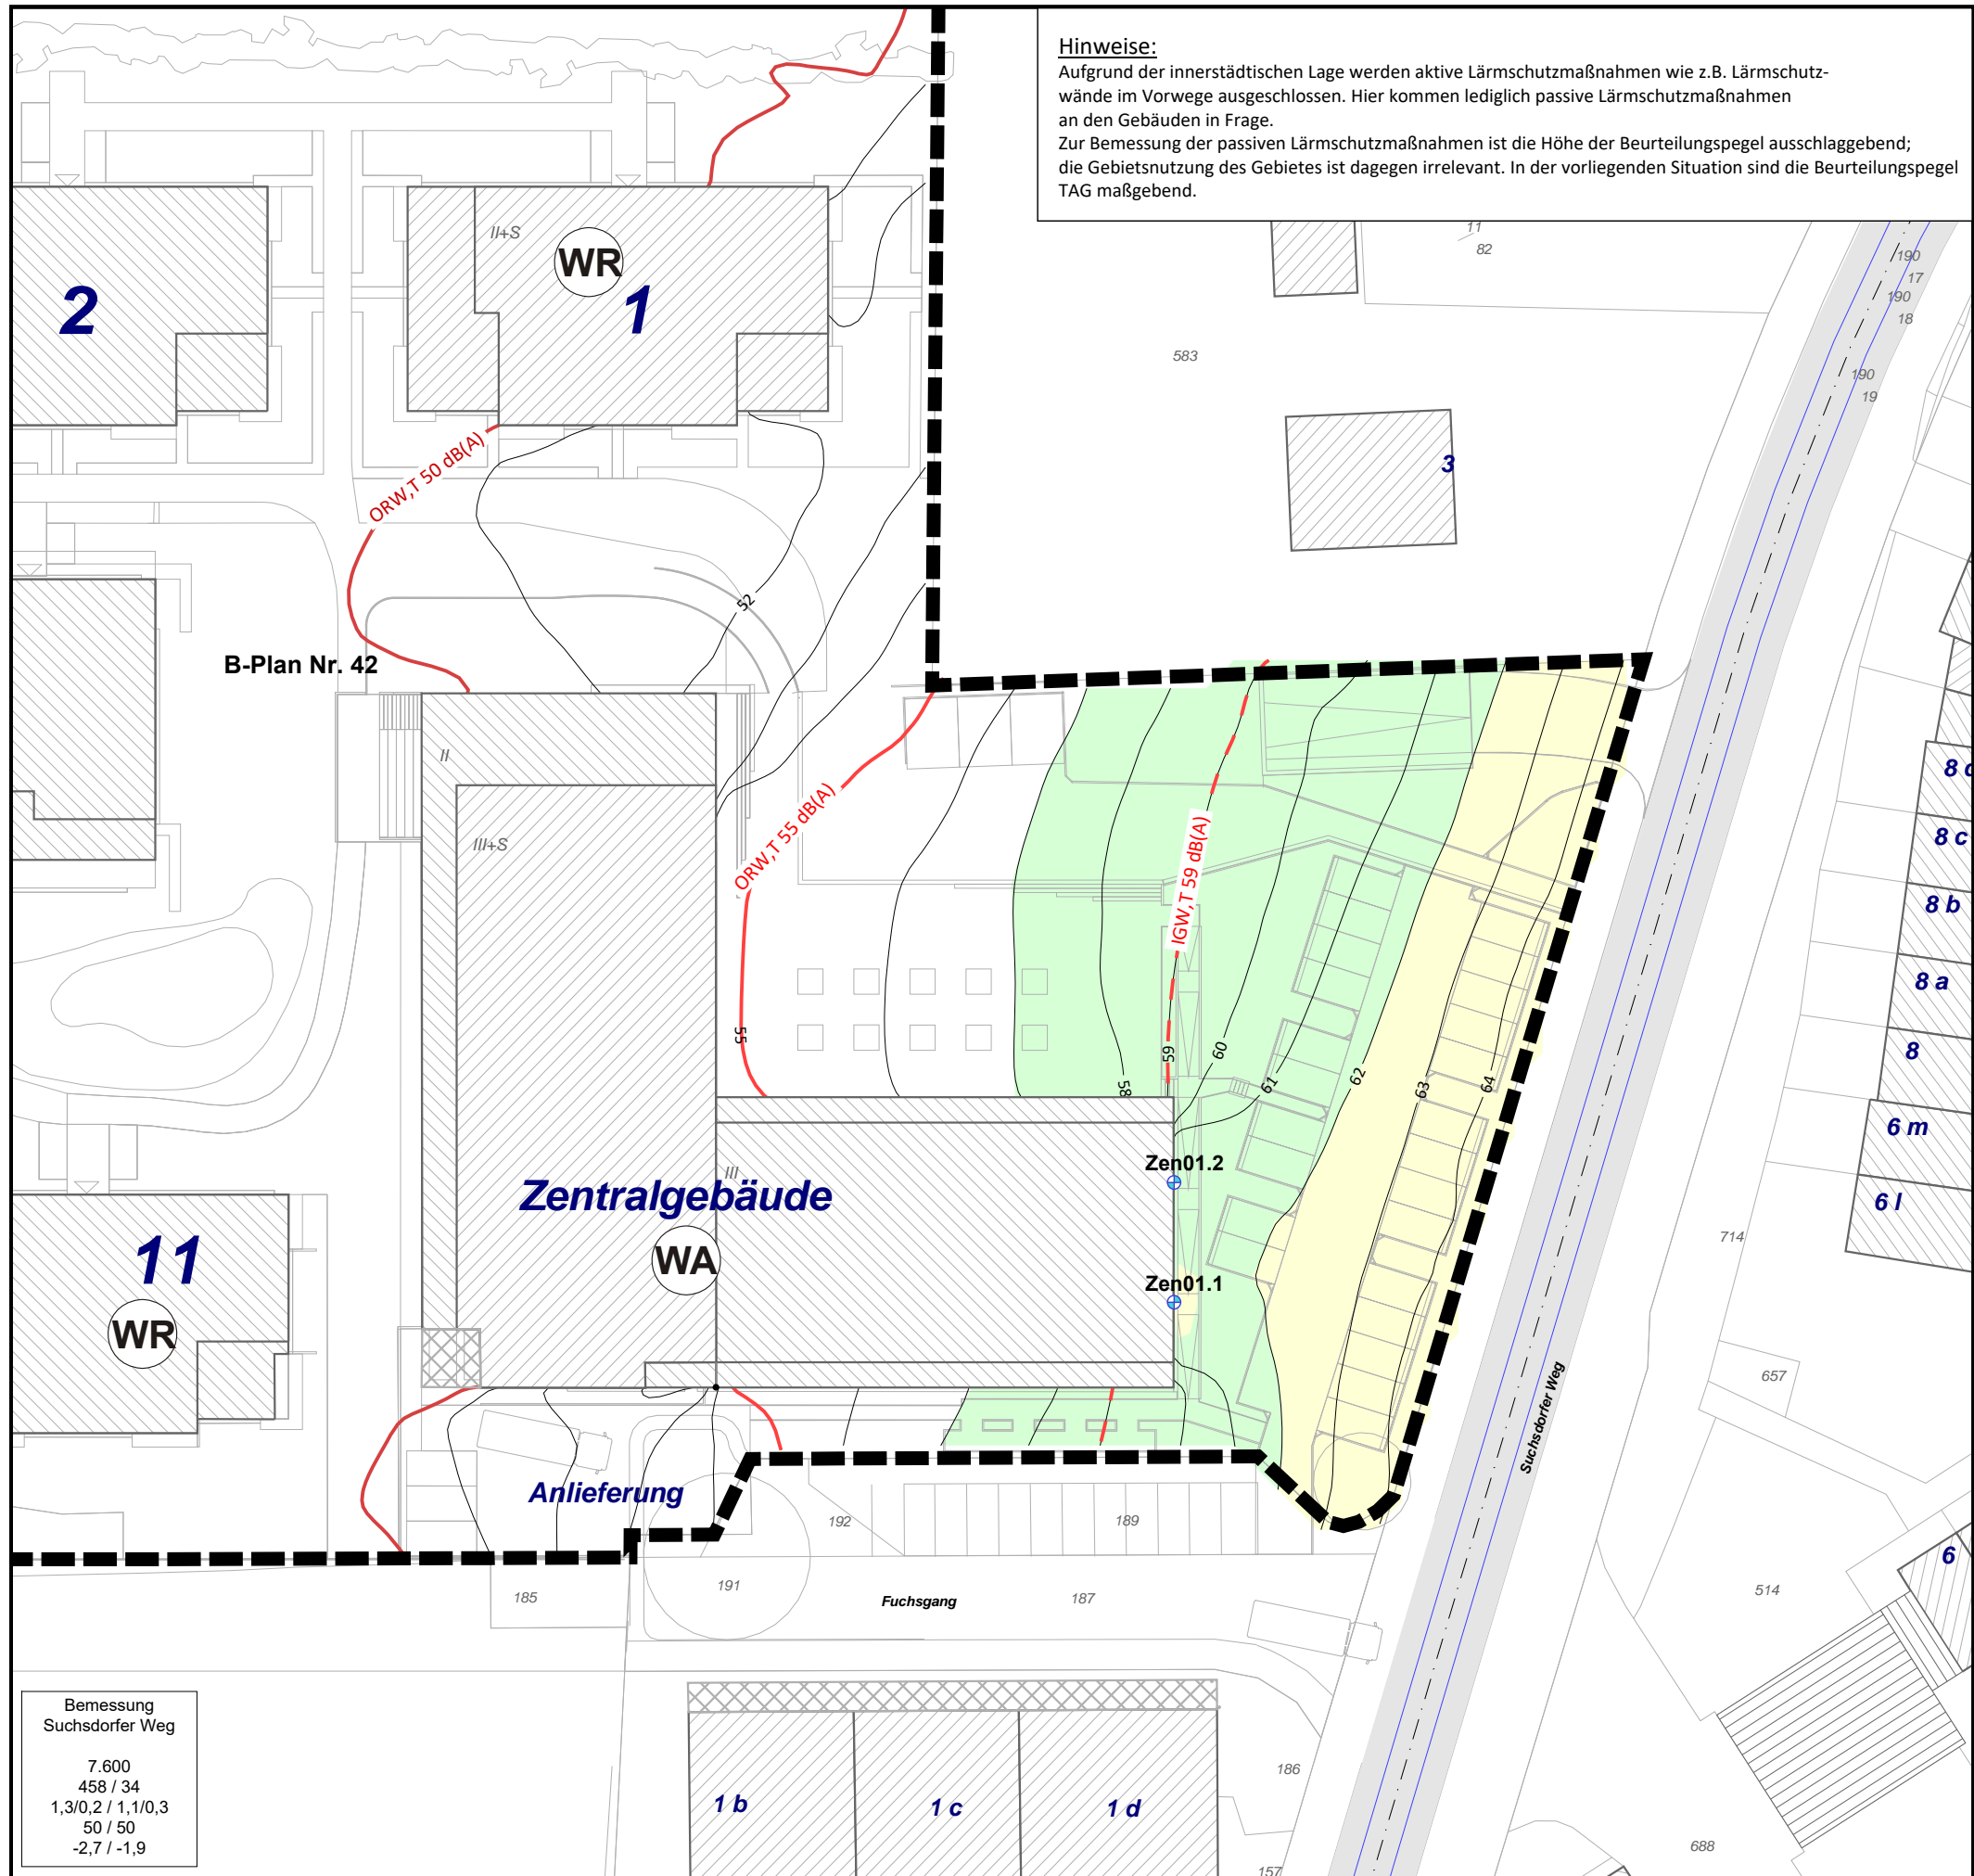 Hinweise:
Aufgrund der innerstädtischen Lage werden aktive Lärmschutzmaßnahmen wie z.B. Lärmschutz-
wände im Vorwege ausgeschlossen. Hier kommen lediglich passive Lärmschutzmaßnahmen
an den Gebäuden in Frage.
Zur Bemessung der passiven Lärmschutzmaßnahmen ist die Höhe der Beurteilungspegel ausschlaggebend;
die Gebietsnutzung des Gebietes ist dagegen irrelevant. In der vorliegenden Situation sind die Beurteilungspegel
TAG maßgebend.
11
82
190
17
190
18
190
19
II+S
WR
2
1
583
3
ORW,T 50 dB(A)
52
B-Plan Nr. 42
II
III+S
ORW,T 55 dB(A)
IGW,T 59 dB(A)
8 c
8 b
8 a
8
6 m
6 l
55
58
59
60
61
62
63
64
Zen01.2
III
Zentralgebäude
WA
Zen01.1
11
WR
714
657
Suchsdorfer Weg
Anlieferung
192
189
6
185
191
Fuchsgang
187
514
Bemessung
Suchsdorfer Weg
7.600
458 / 34
1,3/0,2 / 1,1/0,3
50 / 50
-2,7 / -1,9
1 b
1 c
1 d
186
157
688